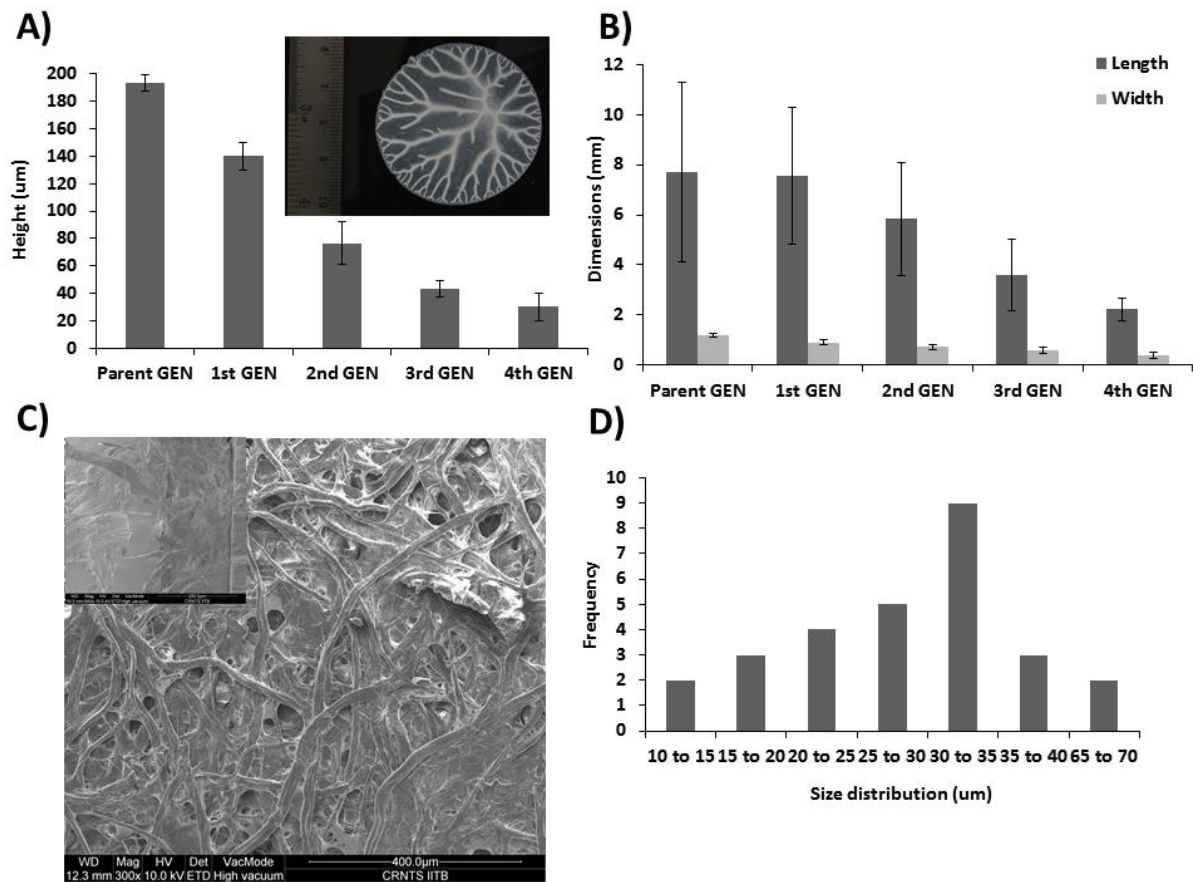 A)
Height (um)
200
180
160
140
120
100
80
60
40
20
0
Parent GEN 1st GEN 2nd GEN 3rd GEN 4th GEN
B)
Dimensions (mm)
12
10
8
6
4
2
0
Length
Width
Parent GEN 1st GEN 2nd GEN 3rd GEN 4th GEN
C)
CRNTS IITB
WD Mag HV Det VacMode
12.3 mm 300x 10.0 kV ETD High vacuum
400.0μm
CRNTS IITB
D)
Frequency
10
9
8
7
6
5
4
3
2
1
0
10 to 15 15 to 20 20 to 25 25 to 30 30 to 35 35 to 40 65 to 70
Size distribution (um)